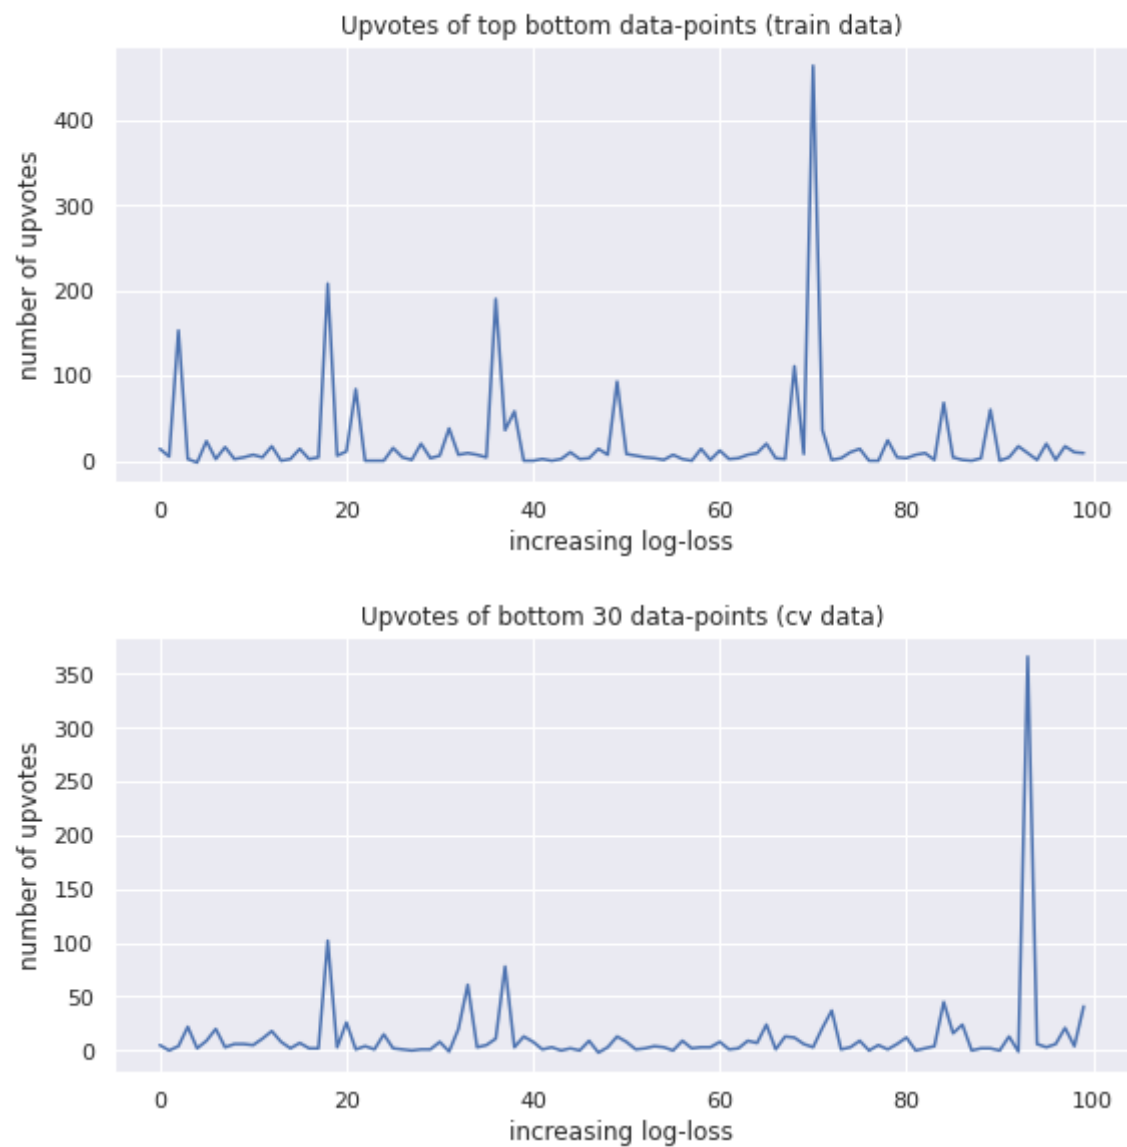 Upvotes of top bottom data-points (train data)
number of upvotes
400
300
200
100
0
0 20 40 60 80 100
increasing log-loss
Upvotes of bottom 30 data-points (cv data)
number of upvotes
350
300
250
200
150
100
50
0
0 20 40 60 80 100
increasing log-loss